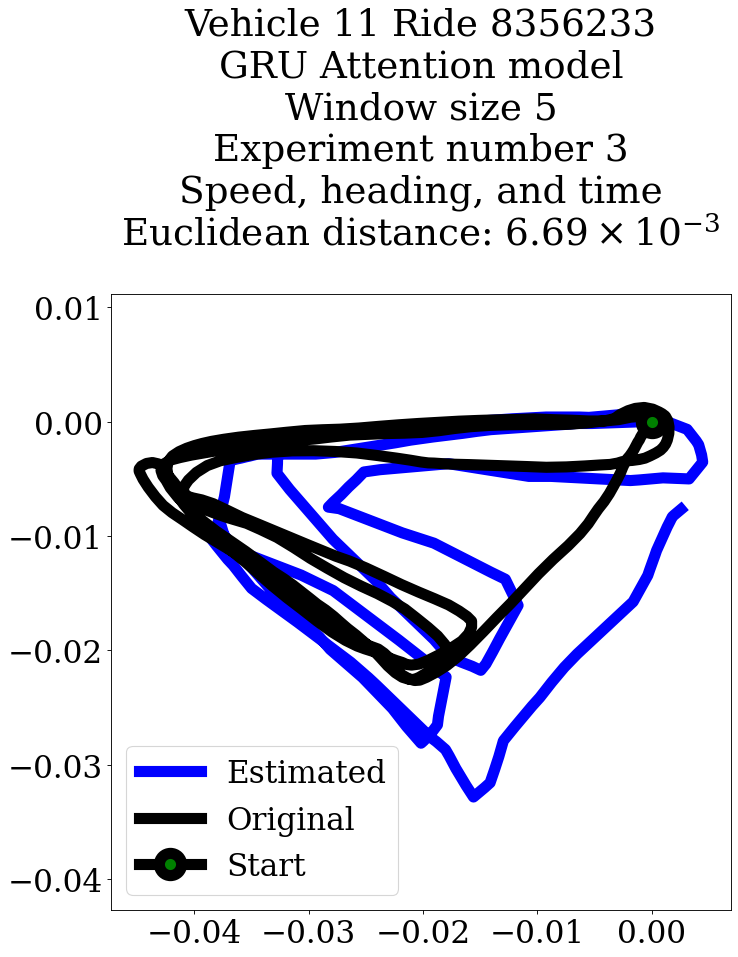 Vehicle 11 Ride 8356233
GRU Attention model
Window size 5
Experiment number 3
Speed, heading, and time
Euclidean distance: 6.69 × 10⁻³
0.01
0.00
−0.01
−0.02
−0.03
−0.04
Estimated
Original
Start
−0.04 −0.03 −0.02 −0.01 0.00